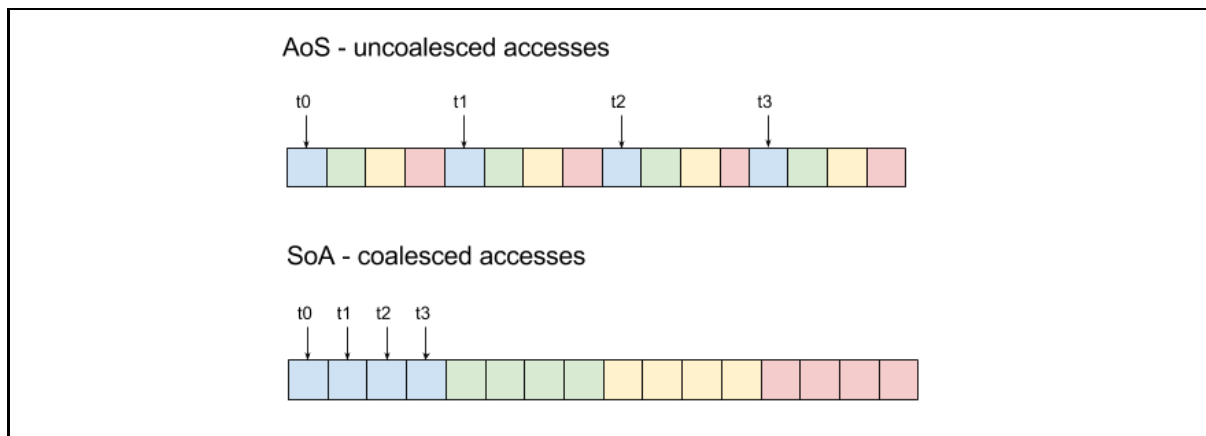 AoS - uncoalesced accesses
t0 t1 t2 t3
SoA - coalesced accesses
t0 t1 t2 t3